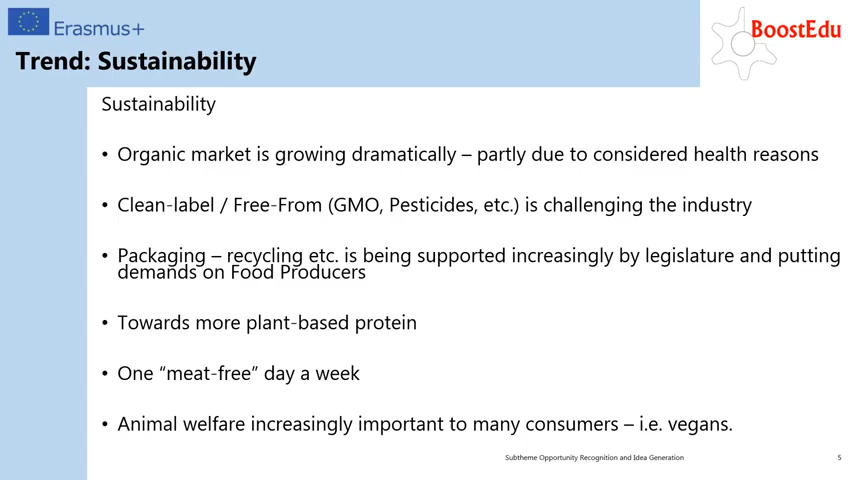 Erasmus+
BoostEdu
Trend: Sustainability
Sustainability
• Organic market is growing dramatically – partly due to considered health reasons
• Clean-label / Free-From (GMO, Pesticides, etc.) is challenging the industry
• Packaging – recycling etc. is being supported increasingly by legislature and putting
demands on Food Producers
• Towards more plant-based protein
• One “meat-free” day a week
• Animal welfare increasingly important to many consumers – i.e. vegans.
Subtheme Opportunity Recognition and Idea Generation
5